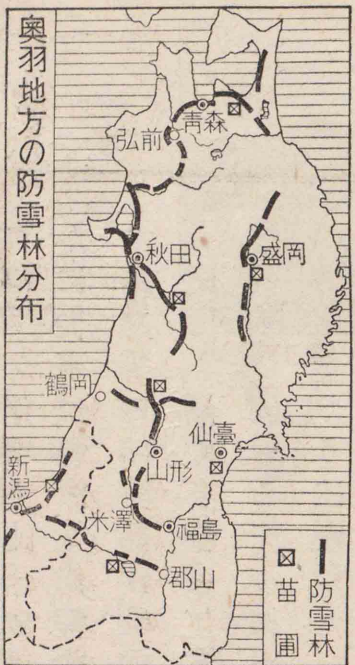 奥羽地方の防雪林分布
青森
弘前
秋田
盛岡
鶴岡
仙臺
山形
新潟
米澤
福島
郡山
防雪林
苗圃